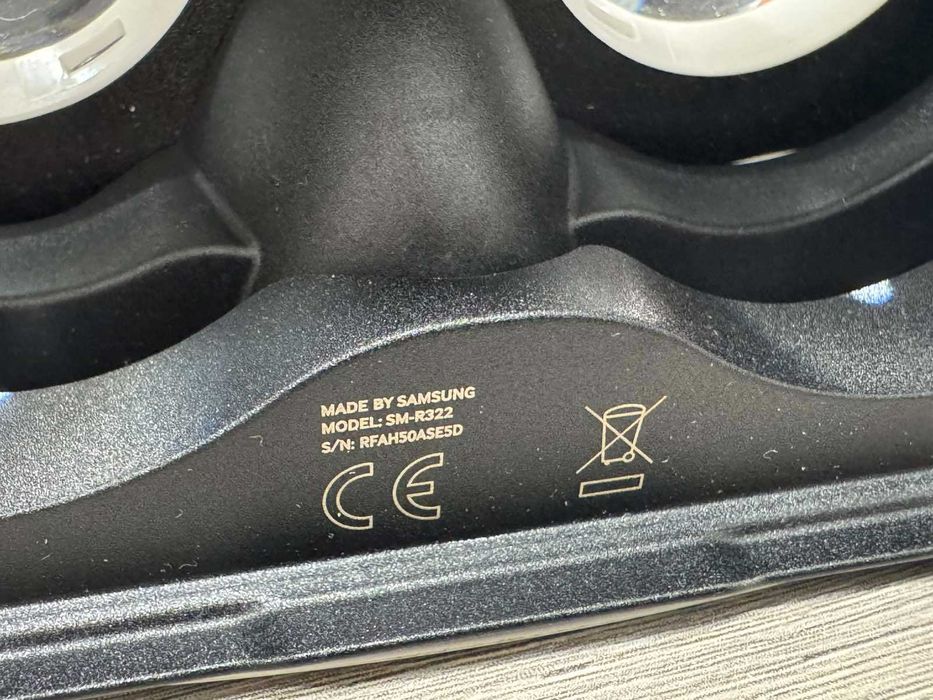 MADE BY SAMSUNG
MODEL: SM-R322
S/N: RFAH50ASE5D
CE